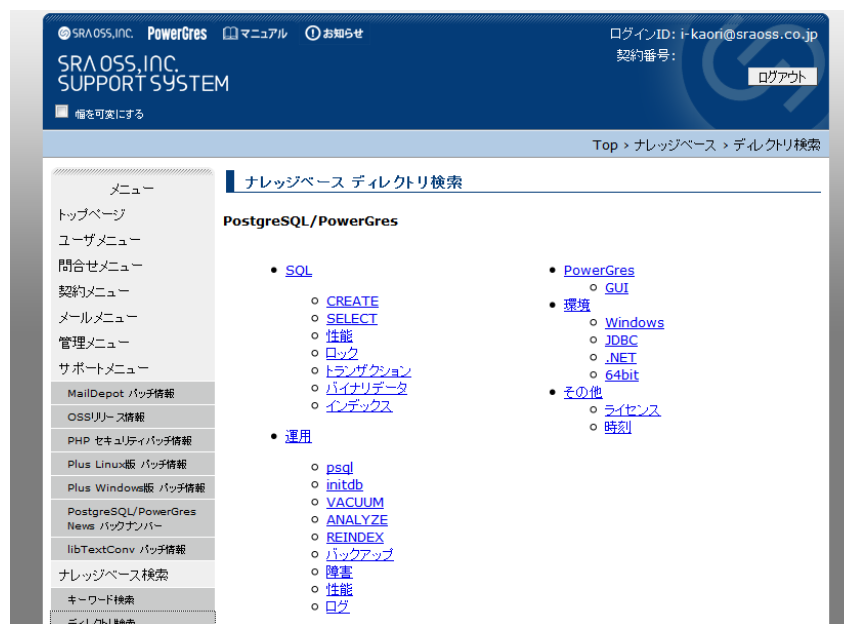 SRA OSS, INC. PowerGres マニュアル お知らせ
ログインID: i-kaori@sraoss.co.jp
契約番号:
SRA OSS, INC.
SUPPORT SYSTEM
ログアウト
幅を可変にする
Top › ナレッジベース › ディレクトリ検索
メニュー
トップページ
ユーザメニュー
問合せメニュー
契約メニュー
メールメニュー
管理メニュー
サポートメニュー
MailDepot パッチ情報
OSSリリース情報
PHP セキュリティパッチ情報
Plus Linux版 パッチ情報
Plus Windows版 パッチ情報
PostgreSQL/PowerGres
News バックナンバー
libTextConv パッチ情報
ナレッジベース検索
キーワード検索
ディレクトリ検索
ナレッジベース ディレクトリ検索
PostgreSQL/PowerGres
SQL
CREATE
SELECT
性能
ロック
トランザクション
バイナリデータ
インデックス
運用
psql
initdb
VACUUM
ANALYZE
REINDEX
バックアップ
障害
性能
ログ
PowerGres
GUI
環境
Windows
JDBC
.NET
64bit
その他
ライセンス
時刻